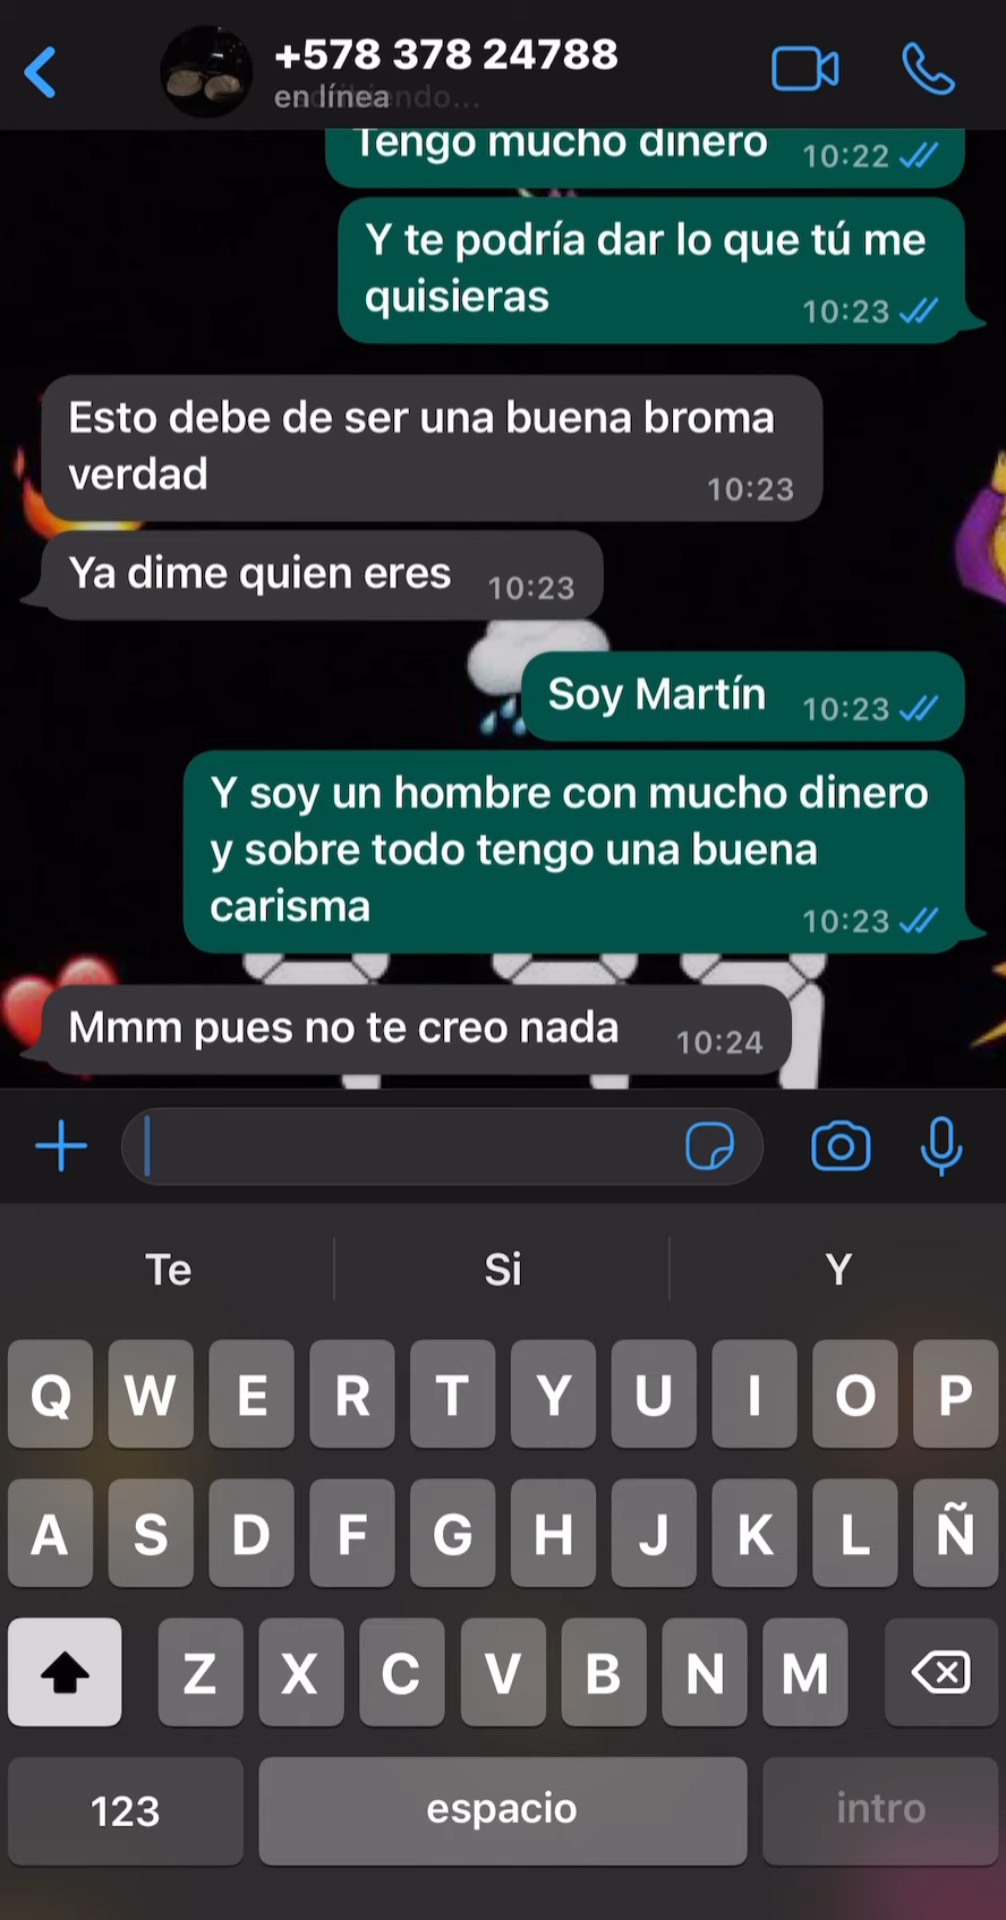 +578 378 24788
en línea
Tengo mucho dinero 10:22
Y te podría dar lo que tú me
quisieras 10:23
Esto debe de ser una buena broma
verdad 10:23
Ya dime quien eres 10:23
Soy Martín 10:23
Y soy un hombre con mucho dinero
y sobre todo tengo una buena
carisma 10:23
Mmm pues no te creo nada 10:24
Te Si Y
Q W E R T Y U I O P
A S D F G H J K L Ñ
Z X C V B N M
123 espacio intro